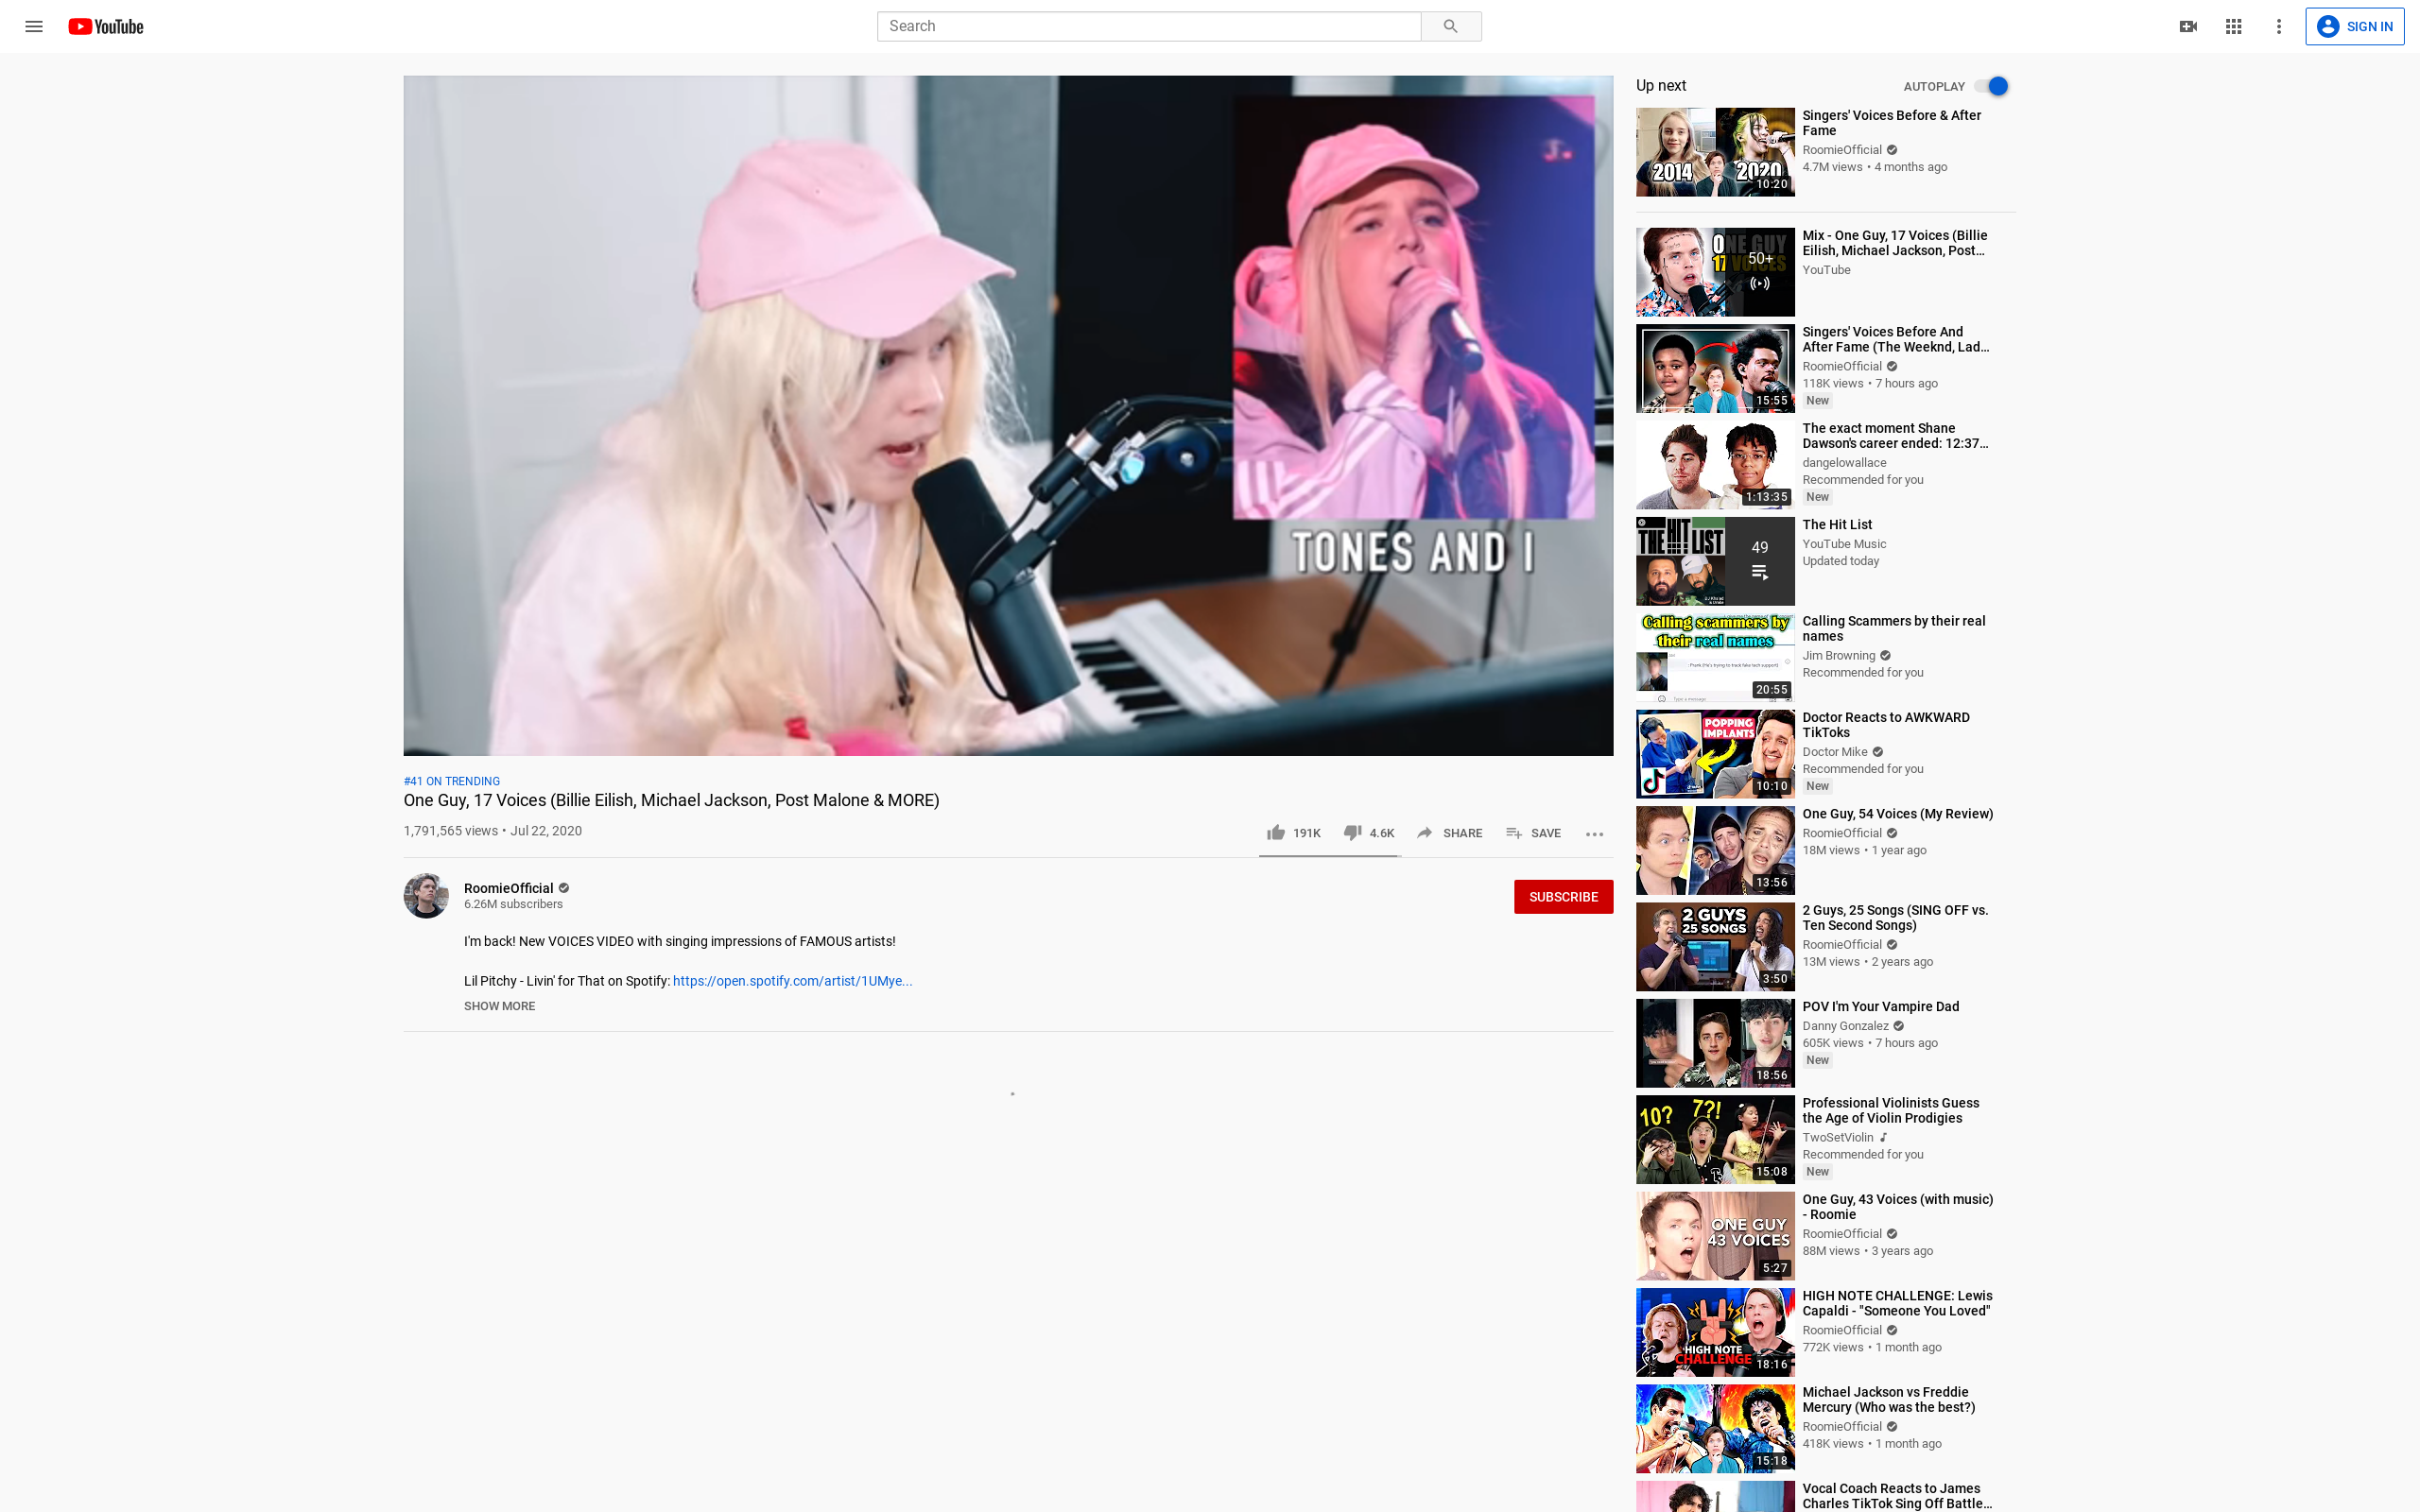 YouTube
Search
SIGN IN
TONES AND I
#41 ON TRENDING
One Guy, 17 Voices (Billie Eilish, Michael Jackson, Post Malone & MORE)
1,791,565 views • Jul 22, 2020
191K
4.6K
SHARE
SAVE
RoomieOfficial
6.26M subscribers
SUBSCRIBE
I'm back! New VOICES VIDEO with singing impressions of FAMOUS artists!
Lil Pitchy - Livin' for That on Spotify: https://open.spotify.com/artist/1UMye...
SHOW MORE
Up next
AUTOPLAY
2014
2020
10:20
Singers' Voices Before & After
Fame
RoomieOfficial
4.7M views • 4 months ago
ONE GUY
17 VOICES
50+
Mix - One Guy, 17 Voices (Billie
Eilish, Michael Jackson, Post...
YouTube
15:55
Singers' Voices Before And
After Fame (The Weeknd, Lad...
RoomieOfficial
118K views • 7 hours ago
New
1:13:35
The exact moment Shane
Dawson's career ended: 12:37...
dangelowallace
Recommended for you
New
THE HIT LIST
49
The Hit List
YouTube Music
Updated today
Calling scammers by
their real names
20:55
Calling Scammers by their real
names
Jim Browning
Recommended for you
POPPING
IMPLANTS
10:10
Doctor Reacts to AWKWARD
TikToks
Doctor Mike
Recommended for you
New
13:56
One Guy, 54 Voices (My Review)
RoomieOfficial
18M views • 1 year ago
2 GUYS
25 SONGS
3:50
2 Guys, 25 Songs (SING OFF vs.
Ten Second Songs)
RoomieOfficial
13M views • 2 years ago
18:56
POV I'm Your Vampire Dad
Danny Gonzalez
605K views • 7 hours ago
New
10?
7?!
15:08
Professional Violinists Guess
the Age of Violin Prodigies
TwoSetViolin
Recommended for you
New
ONE GUY
43 VOICES
5:27
One Guy, 43 Voices (with music)
- Roomie
RoomieOfficial
88M views • 3 years ago
HIGH NOTE
CHALLENGE
18:16
HIGH NOTE CHALLENGE: Lewis
Capaldi - "Someone You Loved"
RoomieOfficial
772K views • 1 month ago
15:18
Michael Jackson vs Freddie
Mercury (Who was the best?)
RoomieOfficial
418K views • 1 month ago
Vocal Coach Reacts to James
Charles TikTok Sing Off Battle...